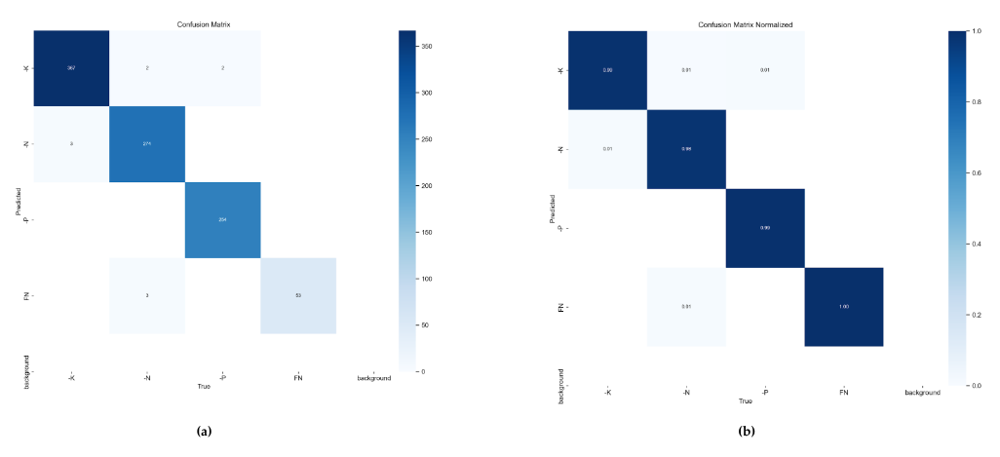 Confusion Matrix
-K
367
2
2
-N
3
274
-P
254
FN
3
53
background
-K
-N
-P
FN
background
Predicted
True
350
300
250
200
150
100
50
0
(a)
Confusion Matrix Normalized
-K
0.99
0.01
0.01
-N
0.01
0.98
-P
0.99
FN
0.01
1.00
background
-K
-N
-P
FN
background
Predicted
True
1.0
0.8
0.6
0.4
0.2
0.0
(b)